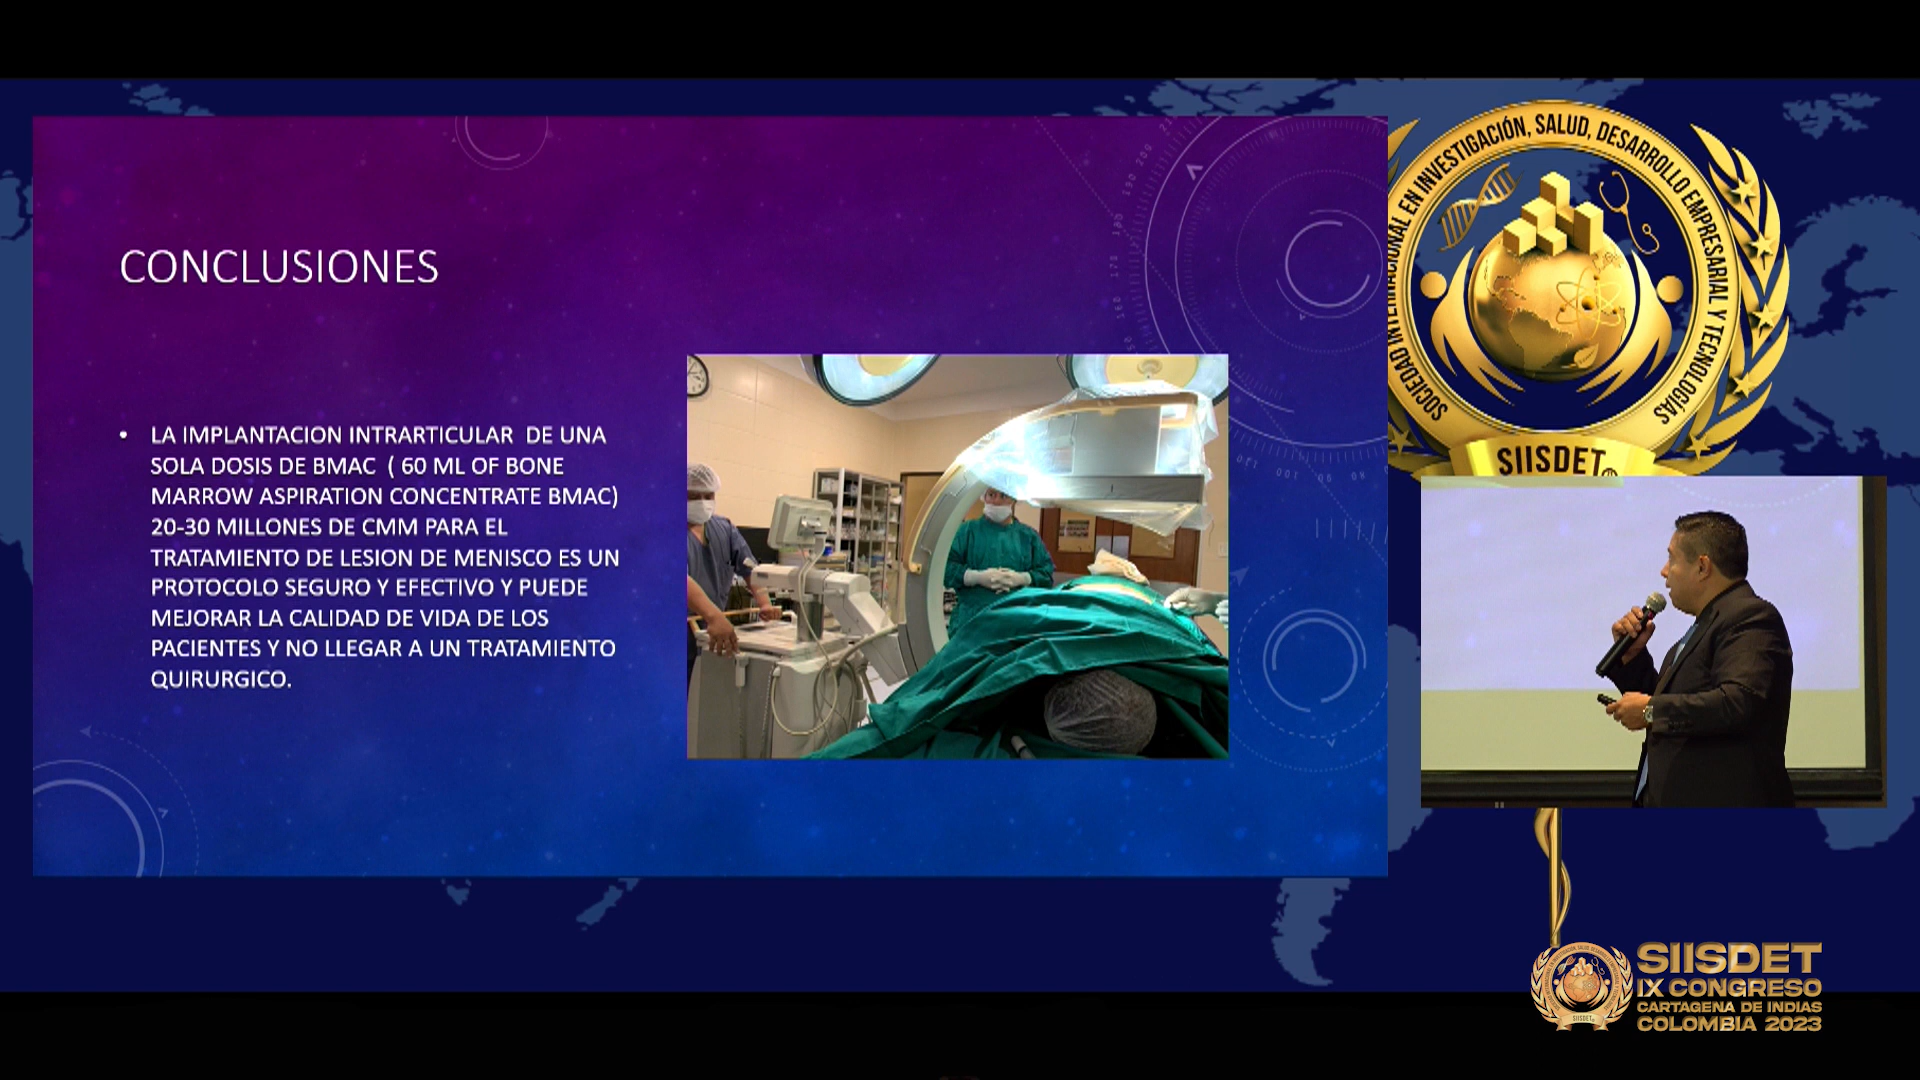 CONCLUSIONES
• LA IMPLANTACION INTRARTICULAR DE UNA
SOLA DOSIS DE BMAC ( 60 ML OF BONE
MARROW ASPIRATION CONCENTRATE BMAC)
20-30 MILLONES DE CMM PARA EL
TRATAMIENTO DE LESION DE MENISCO ES UN
PROTOCOLO SEGURO Y EFECTIVO Y PUEDE
MEJORAR LA CALIDAD DE VIDA DE LOS
PACIENTES Y NO LLEGAR A UN TRATAMIENTO
QUIRURGICO.
SOCIEDAD INTERNACIONAL EN INVESTIGACIÓN, SALUD, DESARROLLO EMPRESARIAL Y TECNOLOGÍAS
SIISDET
SIISDET
IX CONGRESO
CARTAGENA DE INDIAS
COLOMBIA 2023